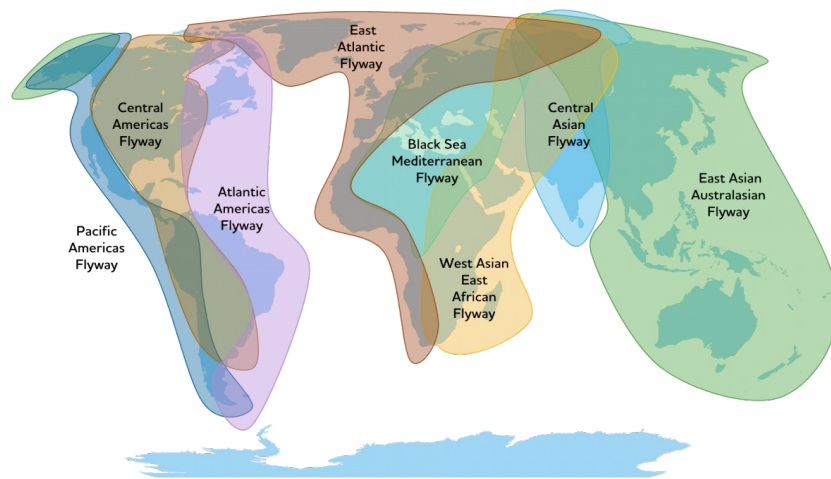 East
Atlantic
Flyway
Central
Americas
Flyway
Central
Asian
Flyway
Black Sea
Mediterranean
Flyway
East Asian
Australasian
Flyway
Atlantic
Americas
Flyway
Pacific
Americas
Flyway
West Asian
East
African
Flyway